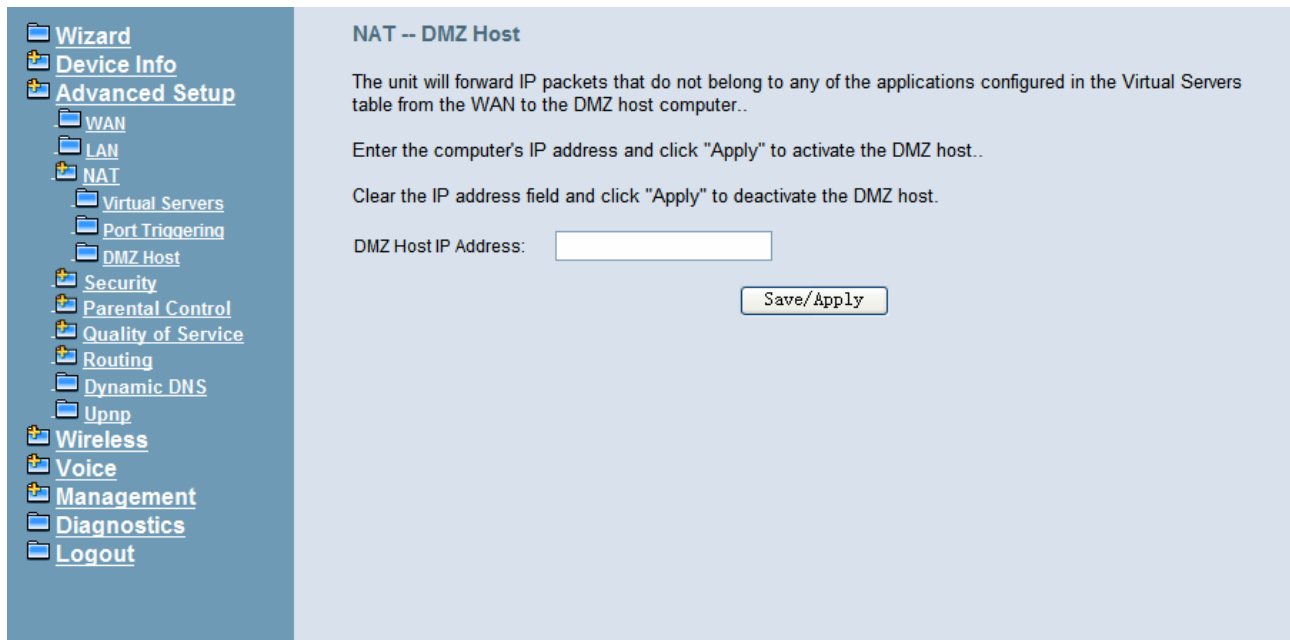 Wizard
Device Info
Advanced Setup
WAN
LAN
NAT
Virtual Servers
Port Triggering
DMZ Host
Security
Parental Control
Quality of Service
Routing
Dynamic DNS
Upnp
Wireless
Voice
Management
Diagnostics
Logout
NAT -- DMZ Host
The unit will forward IP packets that do not belong to any of the applications configured in the Virtual Servers
table from the WAN to the DMZ host computer..
Enter the computer's IP address and click "Apply" to activate the DMZ host..
Clear the IP address field and click "Apply" to deactivate the DMZ host.
DMZ Host IP Address:
Save/Apply